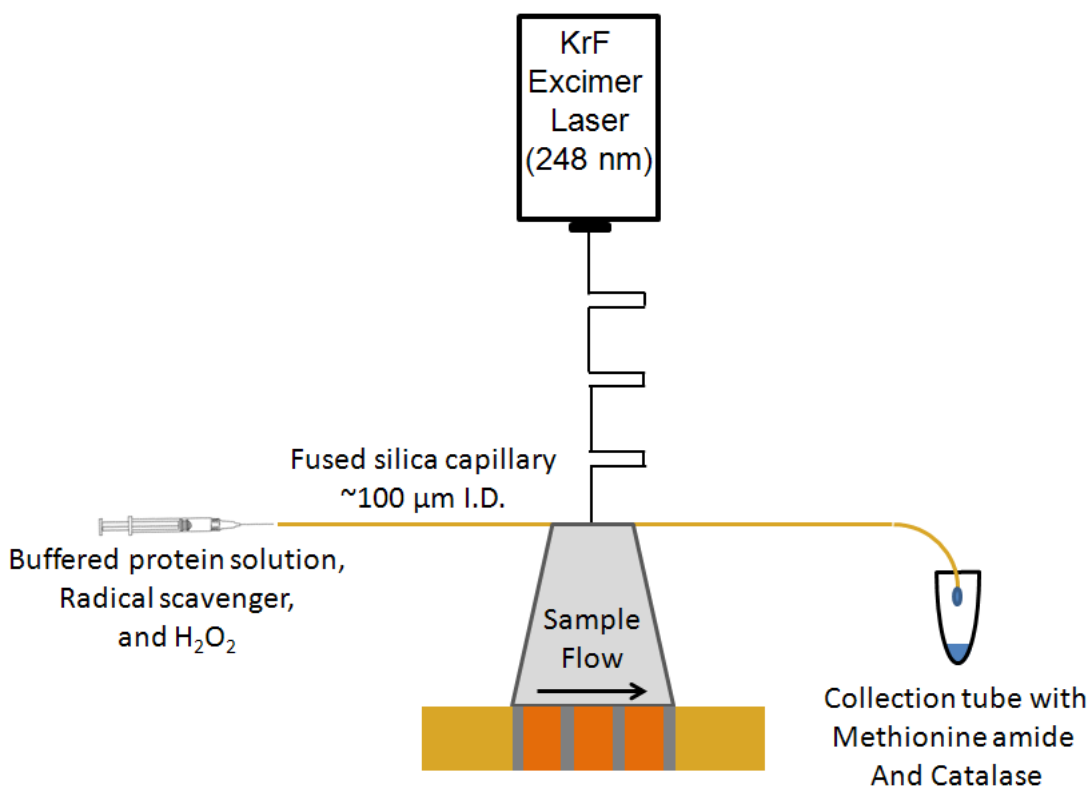 KrF
Excimer
Laser
(248 nm)
Fused silica capillary
~100 µm I.D.
Buffered protein solution,
Radical scavenger,
and H₂O₂
Sample
Flow
Collection tube with
Methionine amide
And Catalase